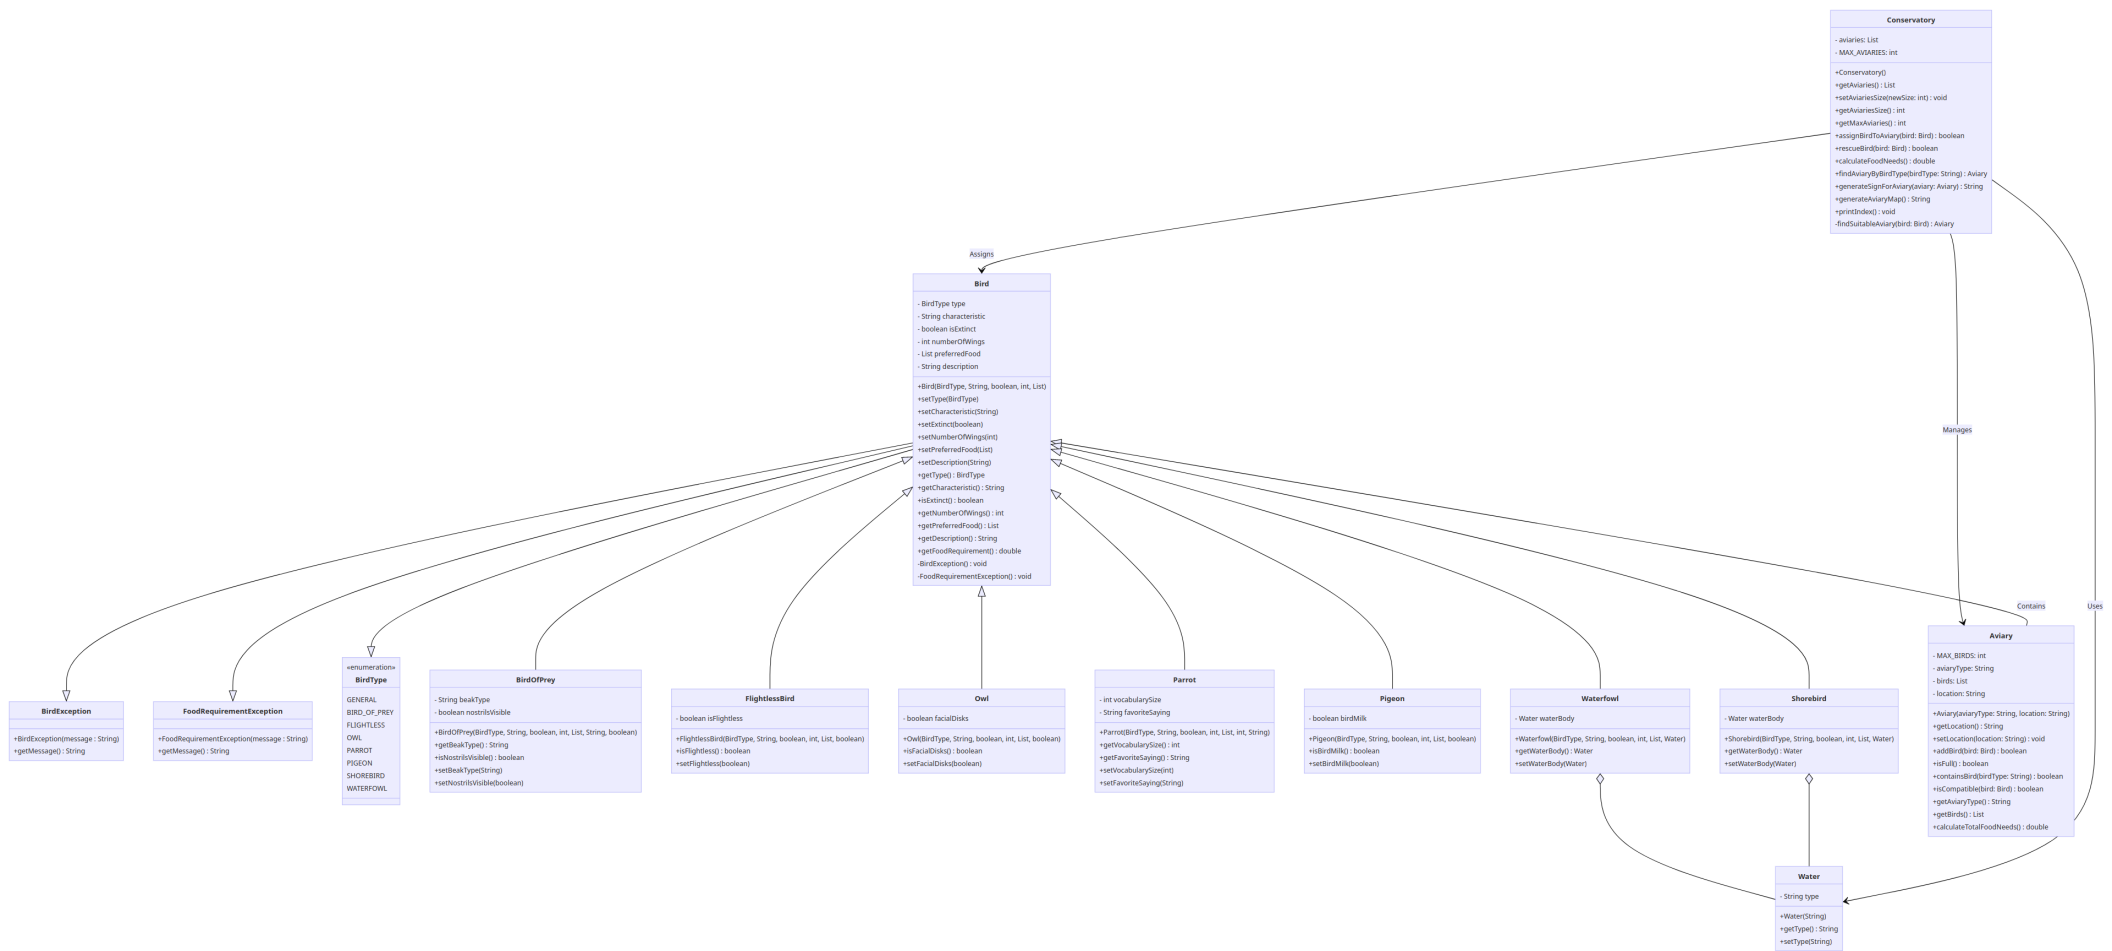 Conservatory
- aviaries: List
- MAX_AVIARIES: int
+Conservatory()
+getAviaries() : List
+setAviariesSize(newSize: int) : void
+getAviariesSize() : int
+getMaxAviaries() : int
+assignBirdToAviary(bird: Bird) : boolean
+rescueBird(bird: Bird) : boolean
+calculateFoodNeeds() : double
+findAviaryByBirdType(birdType: String) : Aviary
+generateSignForAviary(aviary: Aviary) : String
+generateAviaryMap() : String
+printIndex() : void
-findSuitableAviary(bird: Bird) : Aviary
Assigns
Bird
- BirdType type
- String characteristic
- boolean isExtinct
- int numberOfWings
- List preferredFood
- String description
+Bird(BirdType, String, boolean, int, List)
+setType(BirdType)
+setCharacteristic(String)
+setExtinct(boolean)
+setNumberOfWings(int)
+setPreferredFood(List)
+setDescription(String)
+getType() : BirdType
+getCharacteristic() : String
+isExtinct() : boolean
+getNumberOfWings() : int
+getPreferredFood() : List
+getDescription() : String
+getFoodRequirement() : double
-BirdException() : void
-FoodRequirementException() : void
Manages
Contains
Uses
BirdException
+BirdException(message : String)
+getMessage() : String
FoodRequirementException
+FoodRequirementException(message : String)
+getMessage() : String
«enumeration»
BirdType
GENERAL
BIRD_OF_PREY
FLIGHTLESS
OWL
PARROT
PIGEON
SHOREBIRD
WATERFOWL
BirdOfPrey
- String beakType
- boolean nostrilsVisible
+BirdOfPrey(BirdType, String, boolean, int, List, String, boolean)
+getBeakType() : String
+isNostrilsVisible() : boolean
+setBeakType(String)
+setNostrilsVisible(boolean)
FlightlessBird
- boolean isFlightless
+FlightlessBird(BirdType, String, boolean, int, List, boolean)
+isFlightless() : boolean
+setFlightless(boolean)
Owl
- boolean facialDisks
+Owl(BirdType, String, boolean, int, List, boolean)
+isFacialDisks() : boolean
+setFacialDisks(boolean)
Parrot
- int vocabularySize
- String favoriteSaying
+Parrot(BirdType, String, boolean, int, List, int, String)
+getVocabularySize() : int
+getFavoriteSaying() : String
+setVocabularySize(int)
+setFavoriteSaying(String)
Pigeon
- boolean birdMilk
+Pigeon(BirdType, String, boolean, int, List, boolean)
+isBirdMilk() : boolean
+setBirdMilk(boolean)
Waterfowl
- Water waterBody
+Waterfowl(BirdType, String, boolean, int, List, Water)
+getWaterBody() : Water
+setWaterBody(Water)
Shorebird
- Water waterBody
+Shorebird(BirdType, String, boolean, int, List, Water)
+getWaterBody() : Water
+setWaterBody(Water)
Aviary
- MAX_BIRDS: int
- aviaryType: String
- birds: List
- location: String
+Aviary(aviaryType: String, location: String)
+getLocation() : String
+setLocation(location: String) : void
+addBird(bird: Bird) : boolean
+isFull() : boolean
+containsBird(birdType: String) : boolean
+isCompatible(bird: Bird) : boolean
+getAviaryType() : String
+getBirds() : List
+calculateTotalFoodNeeds() : double
Water
- String type
+Water(String)
+getType() : String
+setType(String)